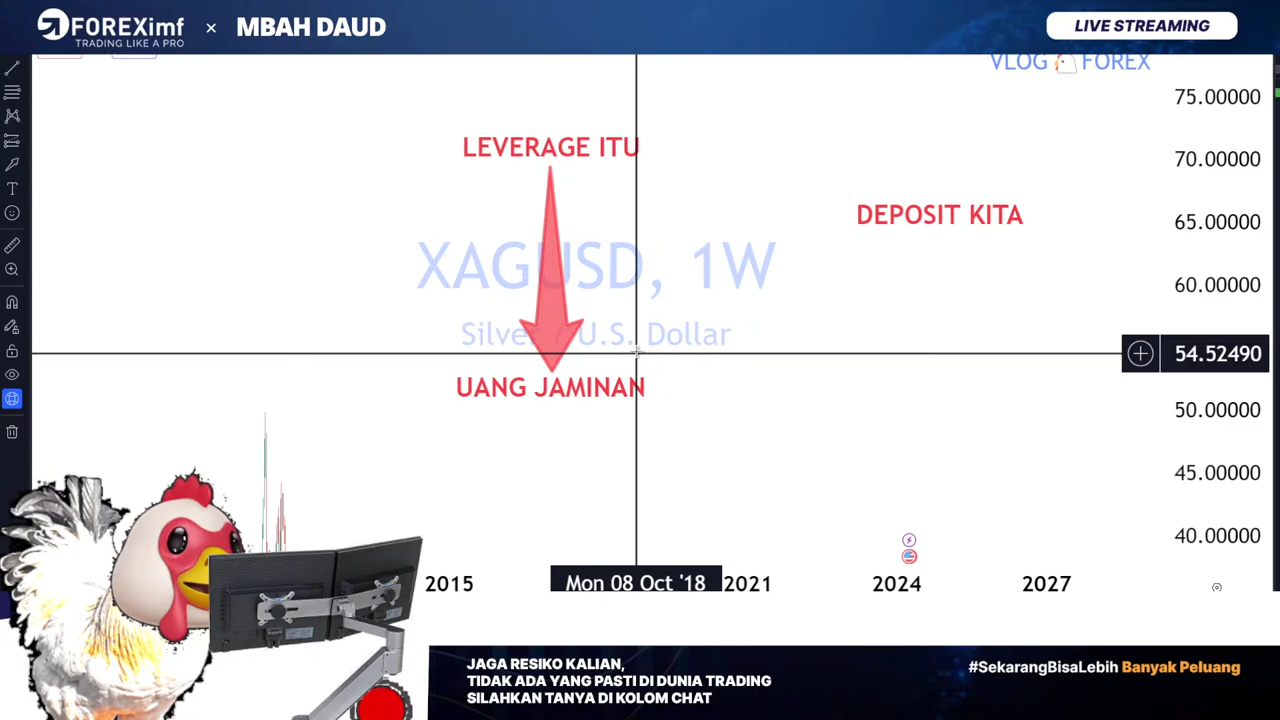 FOREXimf
TRADING LIKE A PRO
×
MBAH DAUD
LIVE STREAMING
VLOG FOREX
75.00000
LEVERAGE ITU
70.00000
DEPOSIT KITA
65.00000
XAGUSD, 1W
60.00000
Silver / U.S. Dollar
54.52490
UANG JAMINAN
50.00000
45.00000
40.00000
2015
Mon 08 Oct '18
2021
2024
2027
JAGA RESIKO KALIAN,
TIDAK ADA YANG PASTI DI DUNIA TRADING
SILAHKAN TANYA DI KOLOM CHAT
#SekarangBisaLebih Banyak Peluang